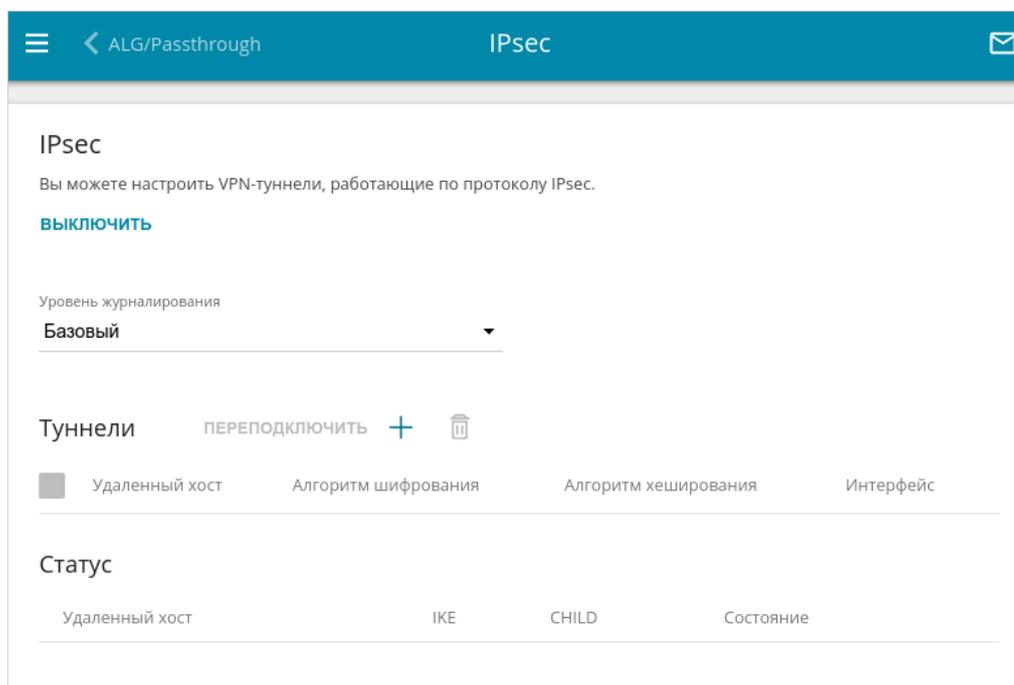 ALG/Passthrough
IPsec
IPsec
Вы можете настроить VPN-туннели, работающие по протоколу IPsec.
ВЫКЛЮЧИТЬ
Уровень журналирования
Базовый
Туннели ПЕРЕПОДКЛЮЧИТЬ
Удаленный хост Алгоритм шифрования Алгоритм хеширования Интерфейс
Статус
Удаленный хост IKE CHILD Состояние